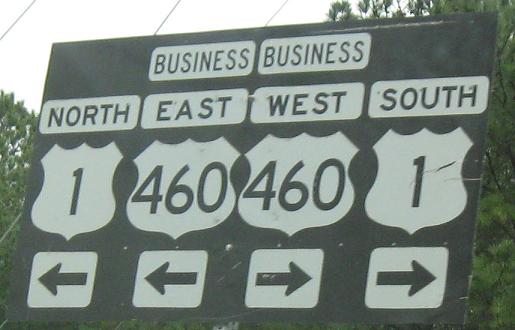 BUSINESS BUSINESS
NORTH EAST WEST SOUTH
1 460 460 1